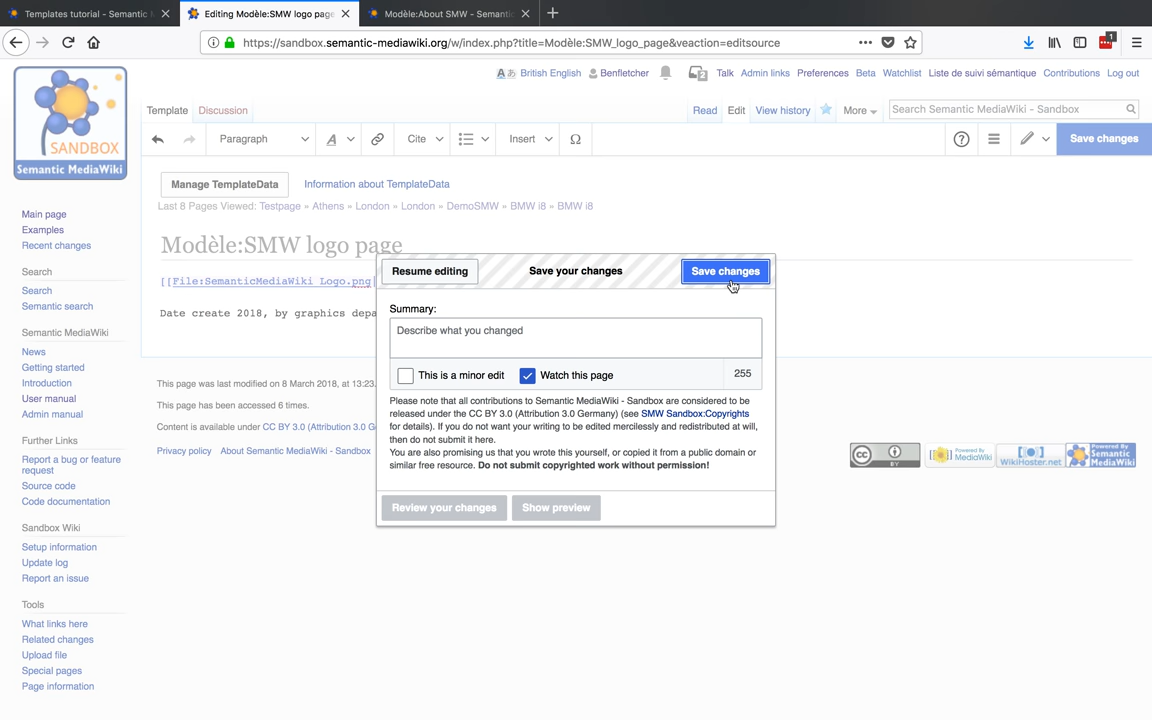 Templates tutorial - Semantic
Editing Modèle:SMW logo page
Modèle:About SMW - Semantic
https://sandbox.semantic-mediawiki.org/w/index.php?title=Modèle:SMW_logo_page&veaction=editsource
1
SANDBOX
Semantic MediaWiki
British English
Benfletcher
2
Talk
Admin links
Preferences
Beta
Watchlist
Liste de suivi sémantique
Contributions
Log out
Template
Discussion
Read
Edit
View history
More
Search Semantic MediaWiki - Sandbox
Paragraph
A
Cite
Insert
Ω
Save changes
Manage TemplateData
Information about TemplateData
Last 8 Pages Viewed: Testpage » Athens » London » London » DemoSMW » BMW i8 » BMW i8
Modèle:SMW logo page
[[File:SemanticMediaWiki Logo.png|
Date create 2018, by graphics depa
Resume editing
Save your changes
Save changes
Summary:
Describe what you changed
This is a minor edit
Watch this page
255
Please note that all contributions to Semantic MediaWiki - Sandbox are considered to be
released under the CC BY 3.0 (Attribution 3.0 Germany) (see SMW Sandbox:Copyrights
for details). If you do not want your writing to be edited mercilessly and redistributed at will,
then do not submit it here.
You are also promising us that you wrote this yourself, or copied it from a public domain or
similar free resource. Do not submit copyrighted work without permission!
Review your changes
Show preview
This page was last modified on 8 March 2018, at 13:23.
This page has been accessed 6 times.
Content is available under CC BY 3.0 (Attribution 3.0 G
Privacy policy
About Semantic MediaWiki - Sandbox
cc
BY
Powered By
MediaWiki
WikiHoster.net
Powered By
Semantic
MediaWiki
Main page
Examples
Recent changes
Search
Search
Semantic search
Semantic MediaWiki
News
Getting started
Introduction
User manual
Admin manual
Further Links
Report a bug or feature
request
Source code
Code documentation
Sandbox Wiki
Setup information
Update log
Report an issue
Tools
What links here
Related changes
Upload file
Special pages
Page information